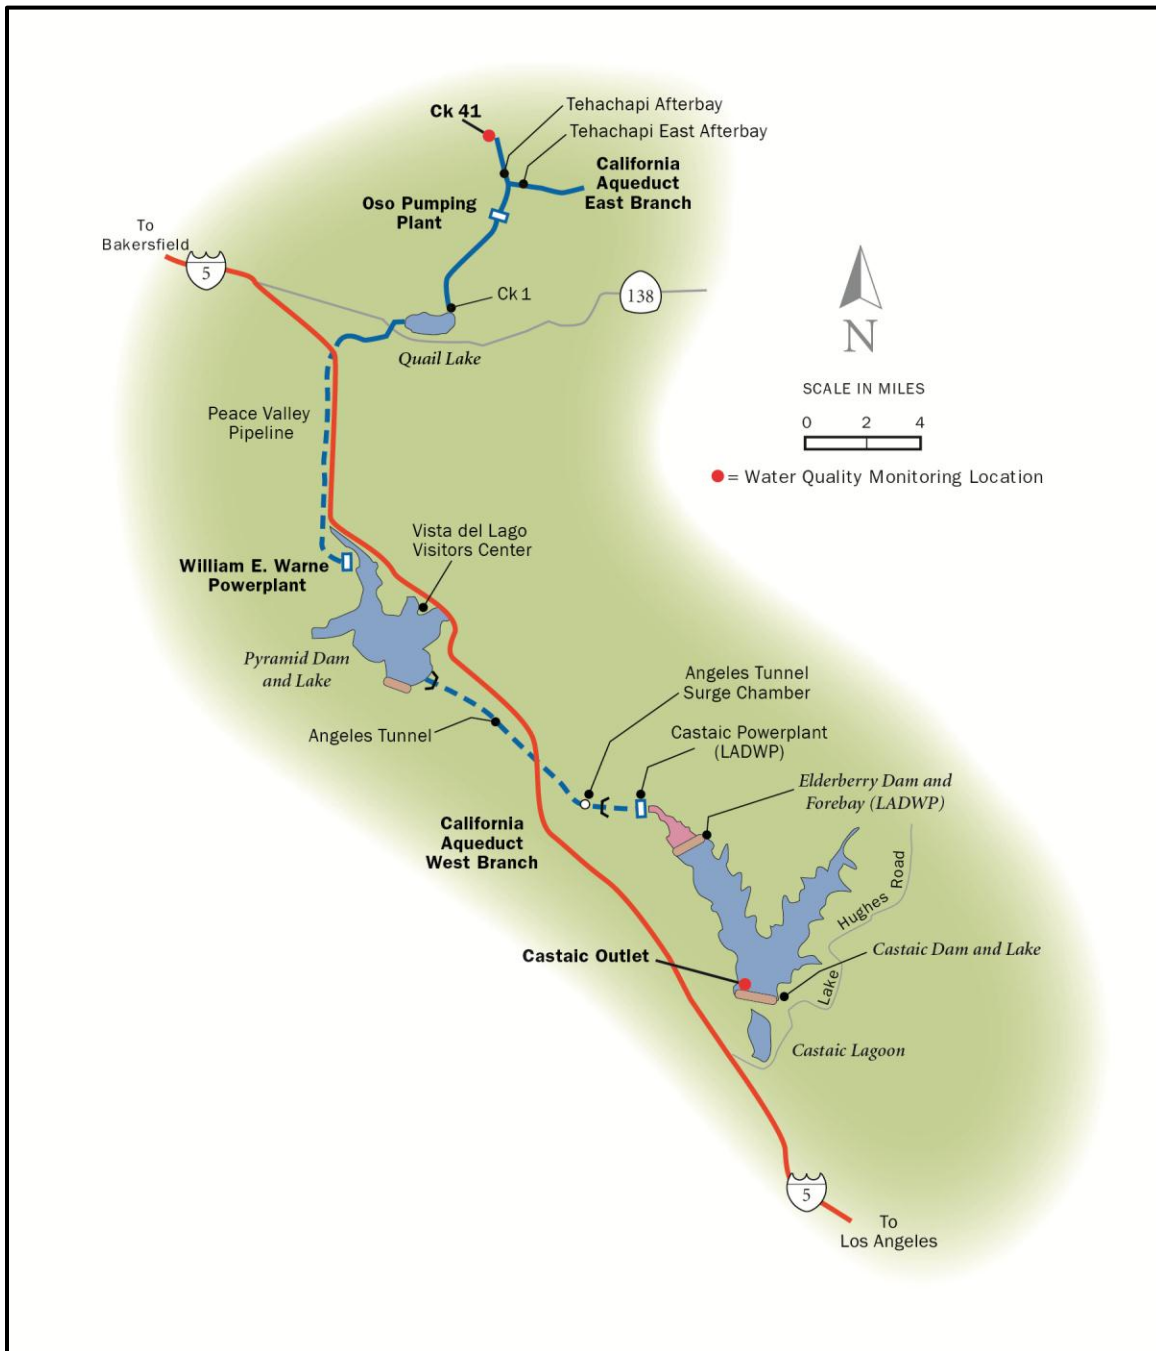 Ck 41
Tehachapi Afterbay
Tehachapi East Afterbay
California
Aqueduct
East Branch
Oso Pumping
Plant
To
Bakersfield
5
Ck 1
138
Quail Lake
N
SCALE IN MILES
0 2 4
= Water Quality Monitoring Location
Peace Valley
Pipeline
Vista del Lago
Visitors Center
William E. Warne
Powerplant
Pyramid Dam
and Lake
Angeles Tunnel
Angeles Tunnel
Surge Chamber
Castaic Powerplant
(LADWP)
Elderberry Dam and
Forebay (LADWP)
California
Aqueduct
West Branch
Lake Hughes Road
Castaic Outlet
Castaic Dam and Lake
Castaic Lagoon
5
To
Los Angeles